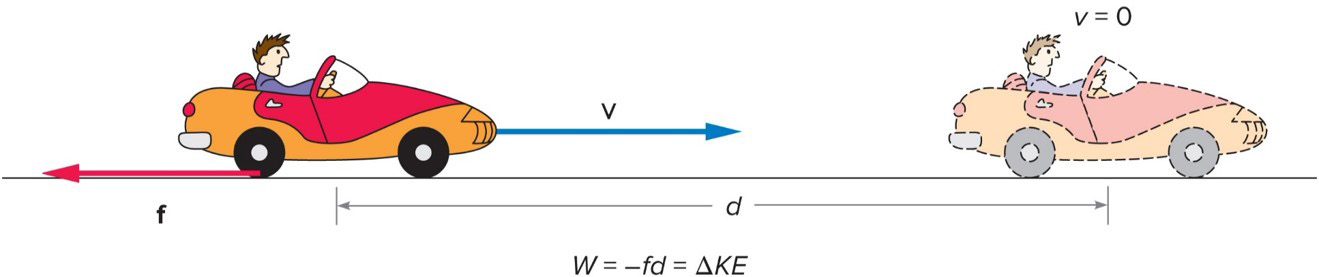 v = 0
v
f
d
W = –fd = ΔKE